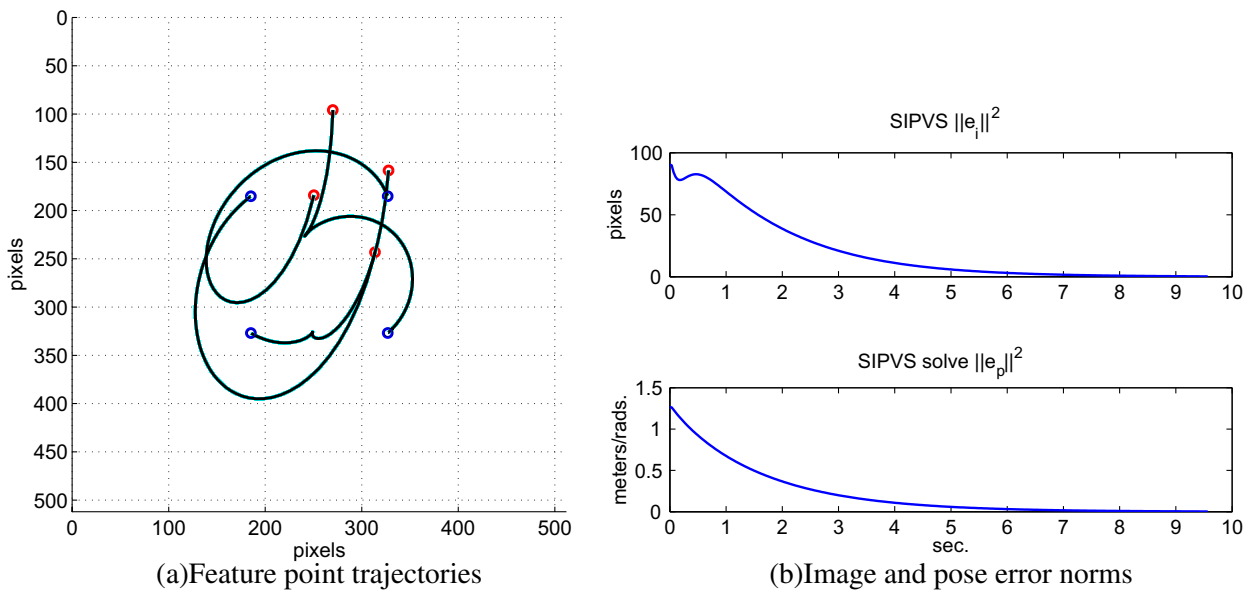 0
50
100
150
200
250
300
350
400
450
500
pixels
0 100 200 300 400 500
pixels
(a)Feature point trajectories
SIPVS ||e_i||^2
100
50
0
pixels
0 1 2 3 4 5 6 7 8 9 10
SIPVS solve ||e_p||^2
1.5
1
0.5
0
meters/rads.
0 1 2 3 4 5 6 7 8 9 10
sec.
(b)Image and pose error norms